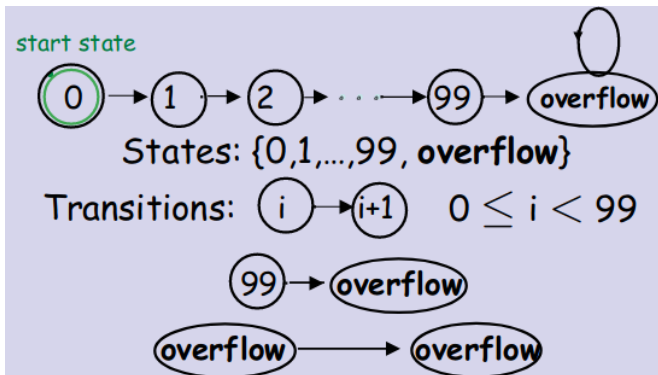 start state
0 1 2 ... 99 overflow
States: {0,1,...,99, overflow}
Transitions: i i+1 0 ≤ i < 99
99 overflow
overflow overflow